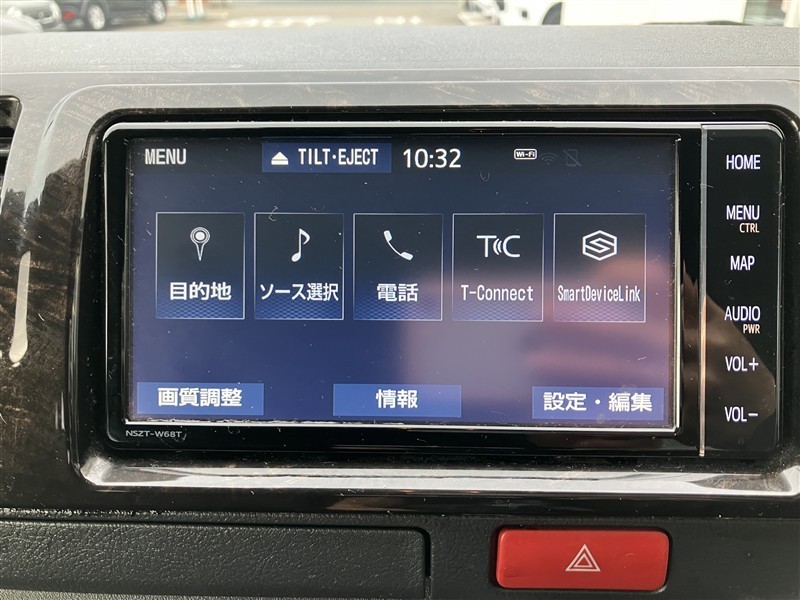 MENU
TILT・EJECT
10:32
Wi-Fi
目的地
ソース選択
電話
TC
T-Connect
SmartDeviceLink
画質調整
情報
設定・編集
NSZT-W68T
HOME
MENU
CTRL
MAP
AUDIO
PWR
VOL+
VOL-